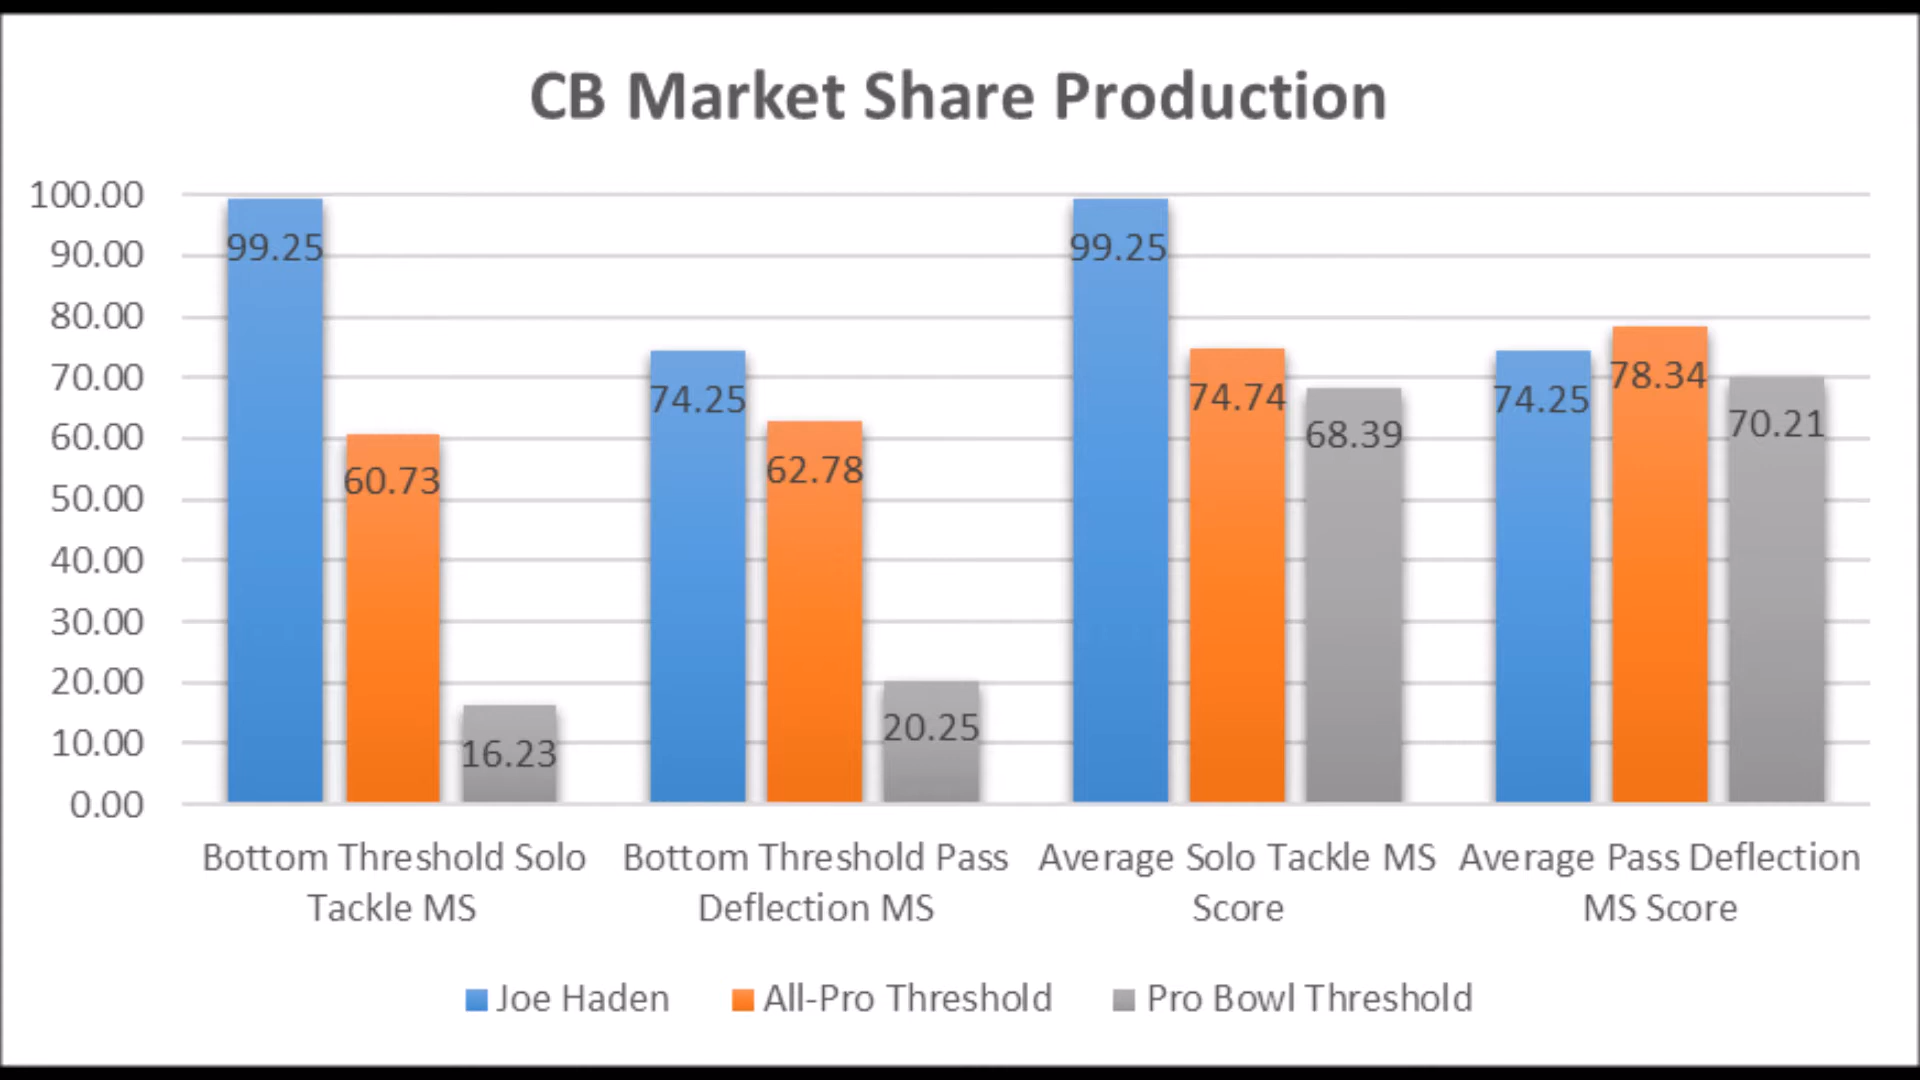 CB Market Share Production
100.00
90.00
80.00
70.00
60.00
50.00
40.00
30.00
20.00
10.00
0.00
99.25
60.73
16.23
74.25
62.78
20.25
99.25
74.74
68.39
74.25
78.34
70.21
Bottom Threshold Solo
Tackle MS
Bottom Threshold Pass
Deflection MS
Average Solo Tackle MS
Score
Average Pass Deflection
MS Score
Joe Haden
All-Pro Threshold
Pro Bowl Threshold